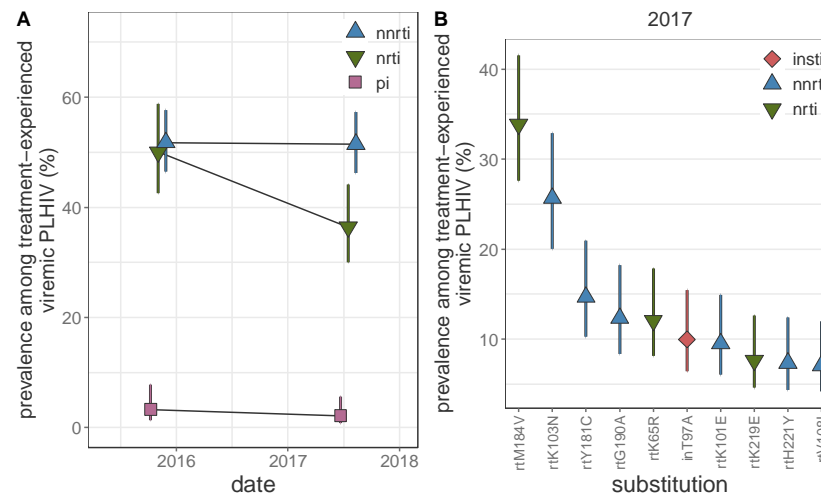 A
nnrti
nrti
pi
60
40
20
0
2016
2017
2018
date
prevalence among treatment−experienced
viremic PLHIV (%)
B
2017
insti
nnrt
nrti
40
30
20
10
rtM184V
rtK103N
rtY181C
rtG190A
rtK65R
inT97A
rtK101E
rtK219E
rtH221Y
substitution
prevalence among treatment−experienced
viremic PLHIV (%)